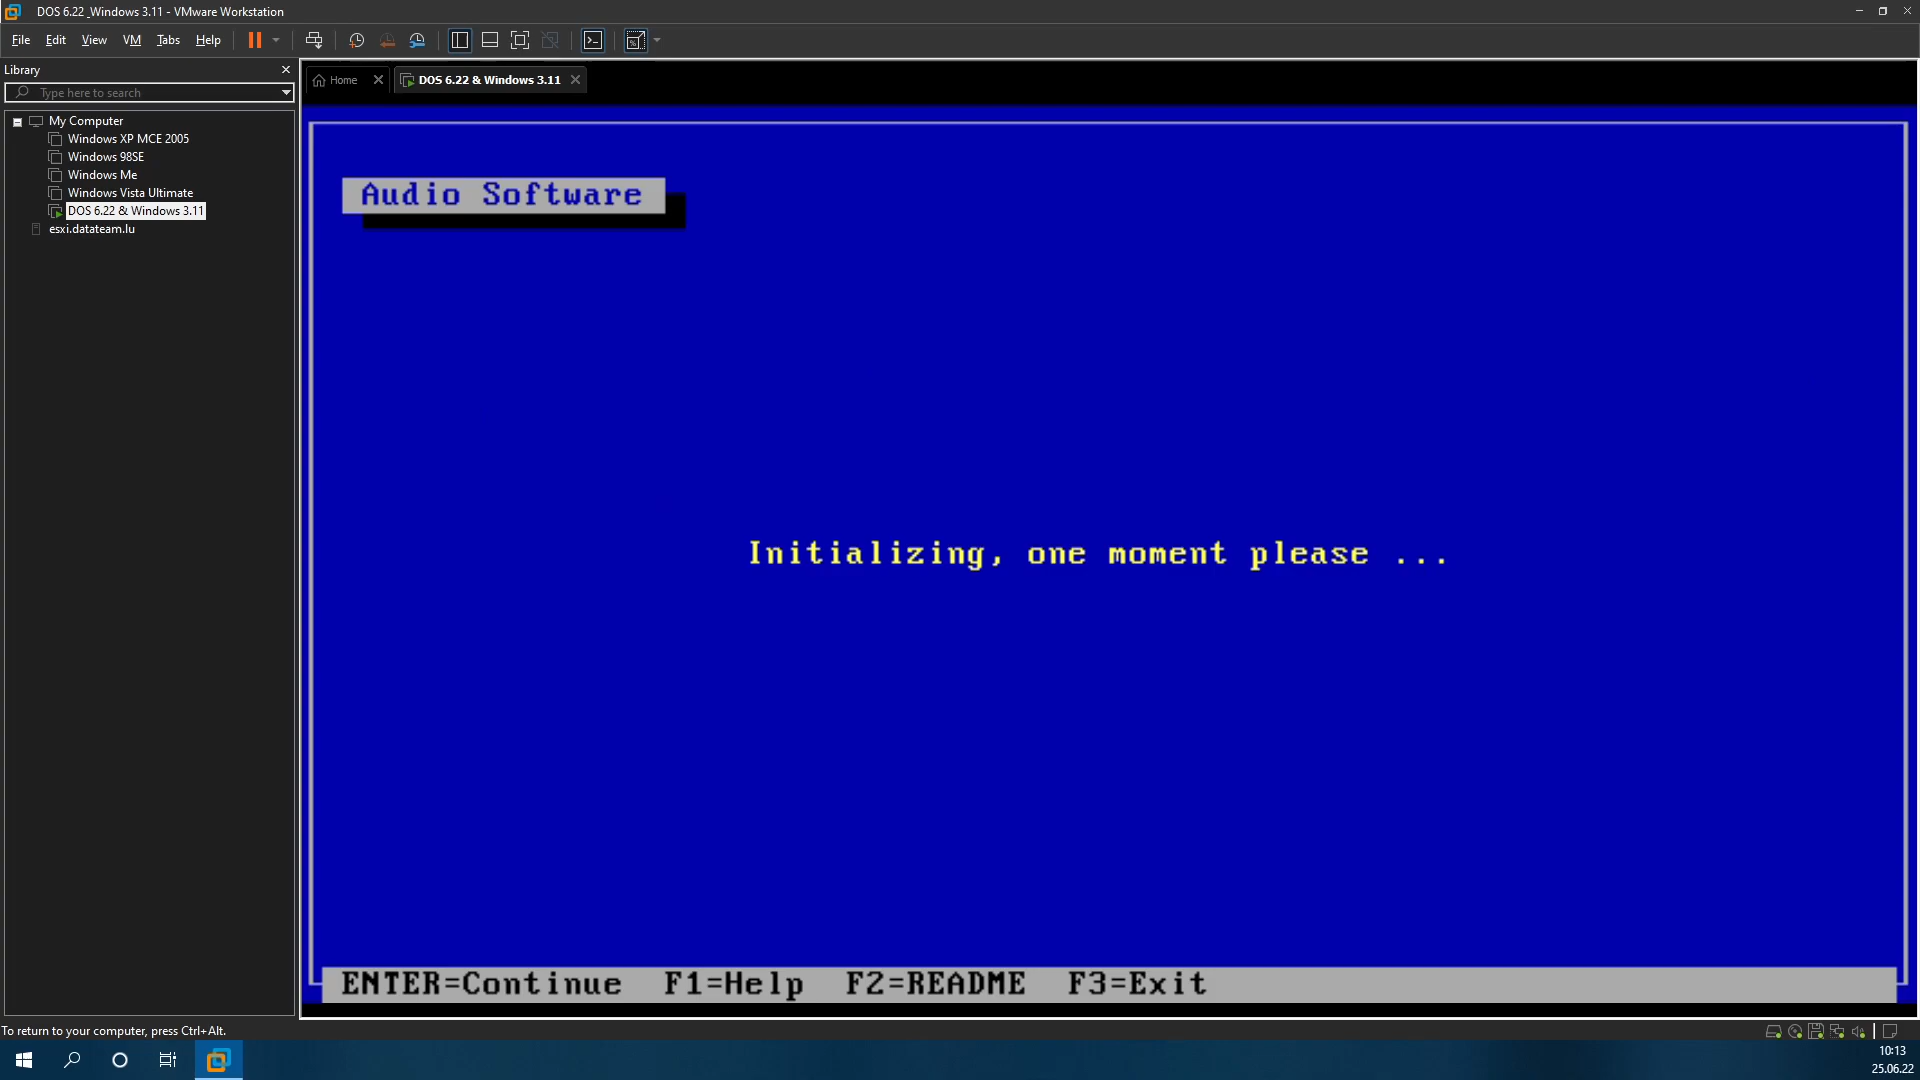 DOS 6.22_Windows 3.11 - VMware Workstation
File Edit View VM Tabs Help
Library
Type here to search
Home
DOS 6.22 & Windows 3.11
My Computer
Windows XP MCE 2005
Windows 98SE
Windows Me
Windows Vista Ultimate
DOS 6.22 & Windows 3.11
esxi.datateam.lu
Audio Software
Initializing, one moment please ...
ENTER=Continue F1=Help F2=README F3=Exit
To return to your computer, press Ctrl+Alt.
10:13
25.06.22